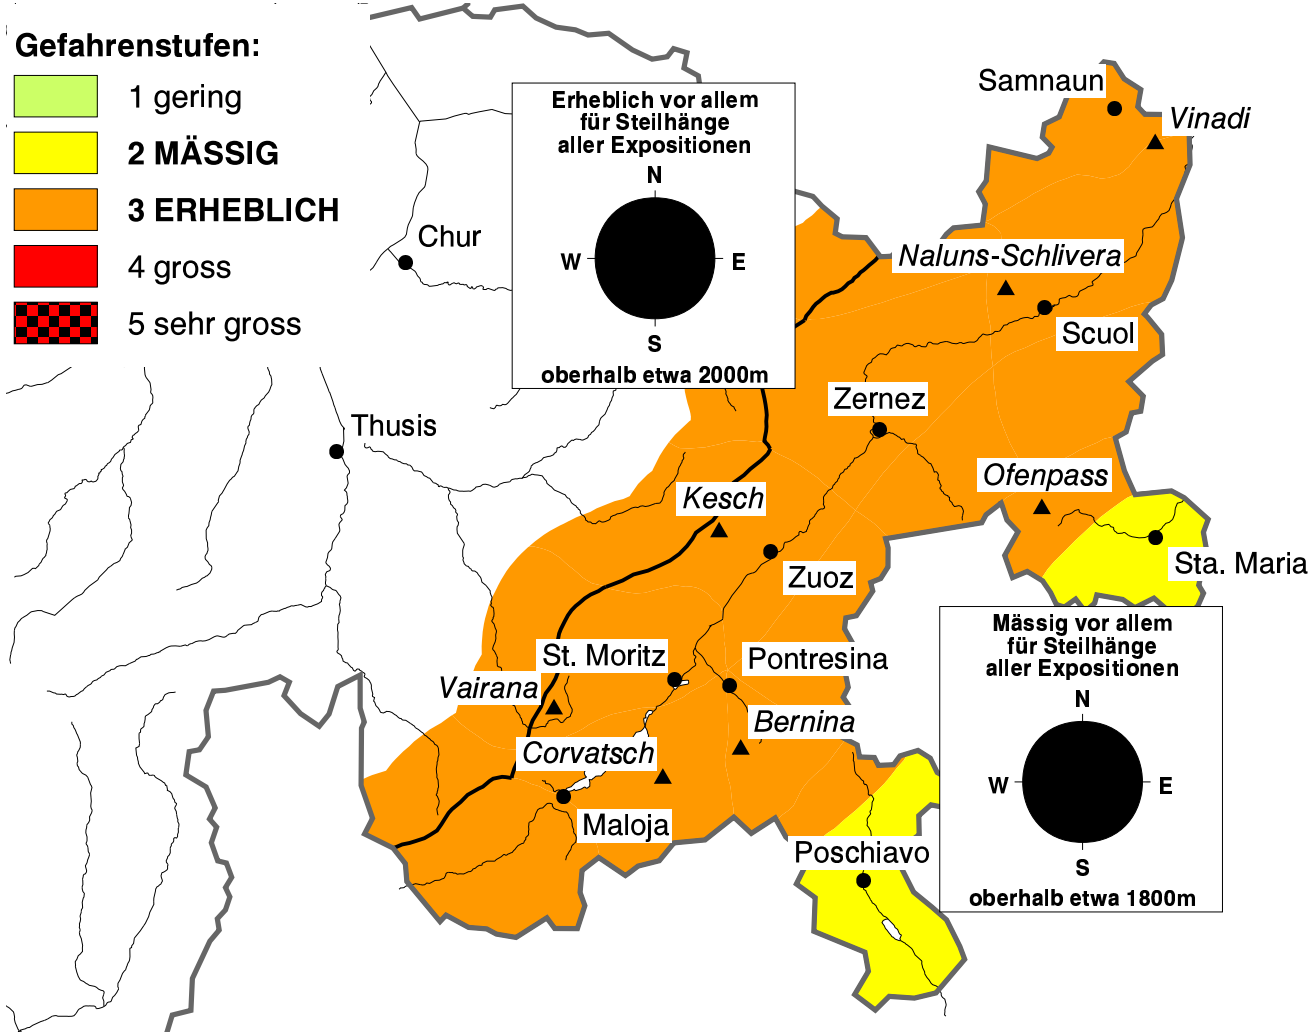 Gefahrenstufen:
1 gering
2 MÄSSIG
3 ERHEBLICH
4 gross
5 sehr gross
Erheblich vor allem
für Steilhänge
aller Expositionen
N
W
E
S
oberhalb etwa 2000m
Samnaun
Vinadi
Chur
Naluns-Schlivera
Scuol
Zernez
Thusis
Ofenpass
Kesch
Sta. Maria
Zuoz
St. Moritz
Pontresina
Vairana
Bernina
Corvatsch
Maloja
Poschiavo
Mässig vor allem
für Steilhänge
aller Expositionen
N
W
E
S
oberhalb etwa 1800m